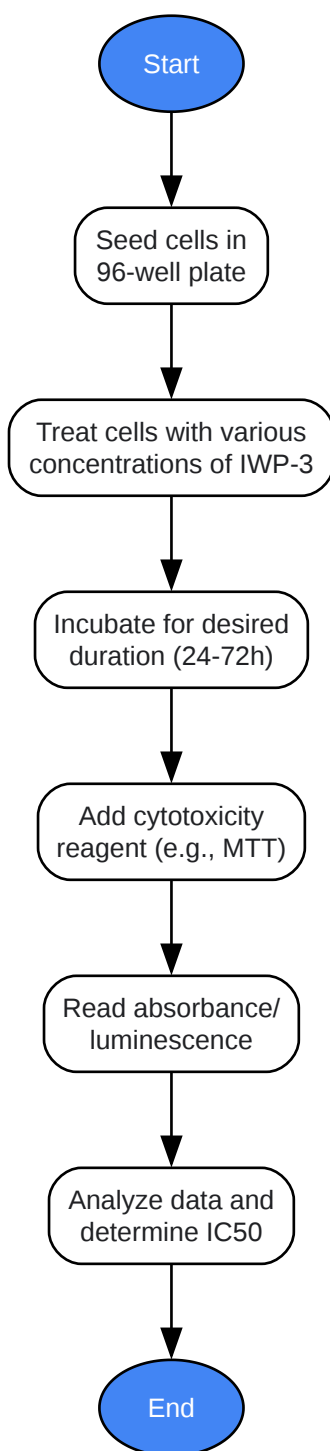 Start
Seed cells in
96-well plate
Treat cells with various
concentrations of IWP-3
Incubate for desired
duration (24-72h)
Add cytotoxicity
reagent (e.g., MTT)
Read absorbance/
luminescence
Analyze data and
determine IC50
End